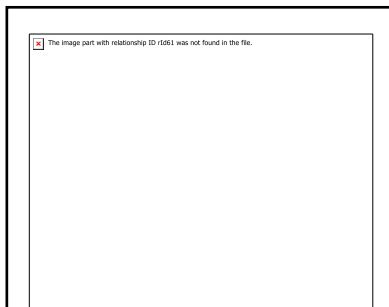 The image part with relationship ID rId61 was not found in the file.